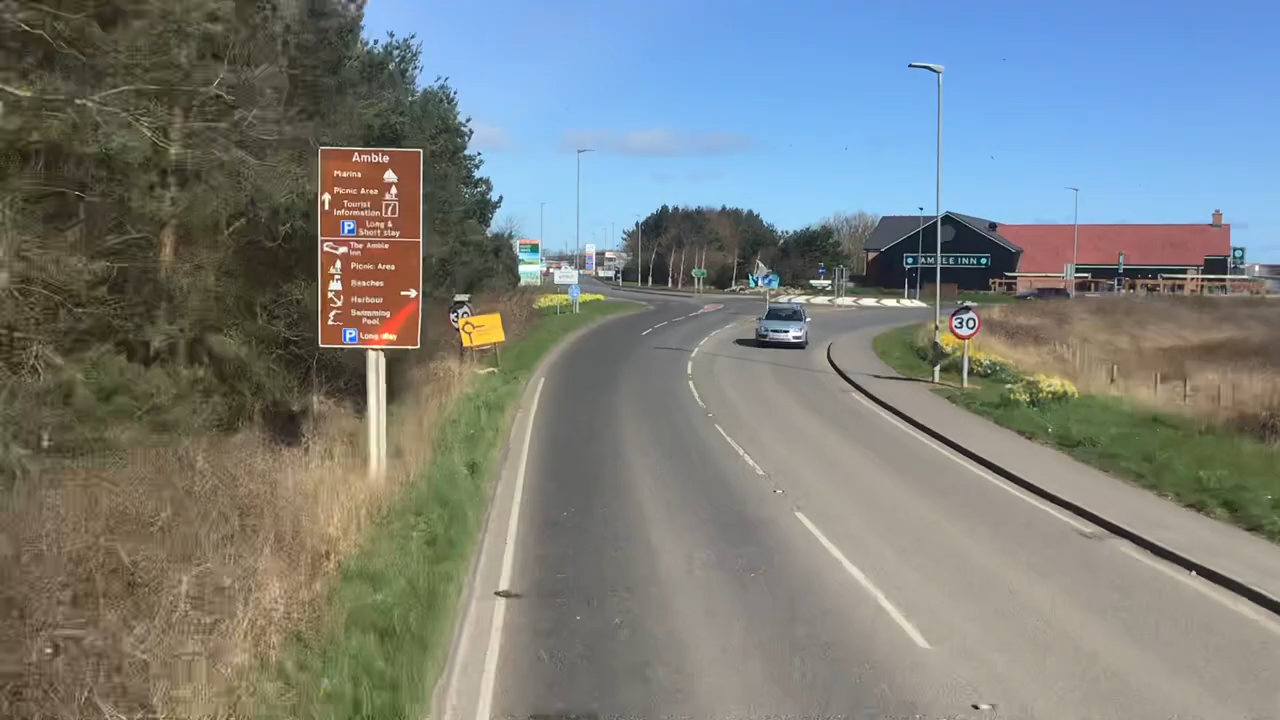 Amble
Marina
Picnic Area
Tourist
Information
P
Long &
Short stay
The Amble
Inn
Picnic Area
Beaches
Harbour
Swimming
Pool
P Long stay
AMBLE INN
30